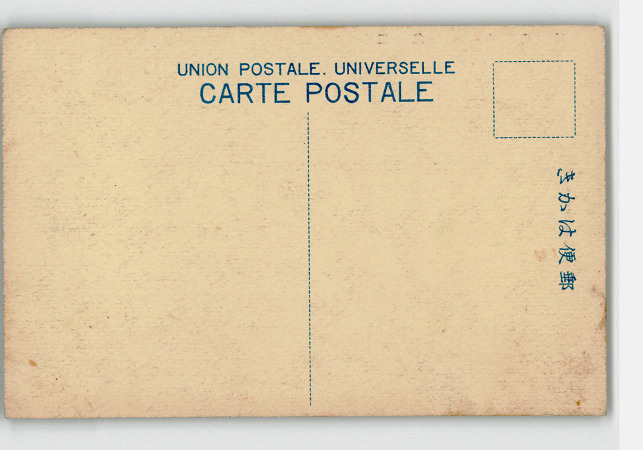 UNION POSTALE. UNIVERSELLE
CARTE POSTALE
郵便はかき